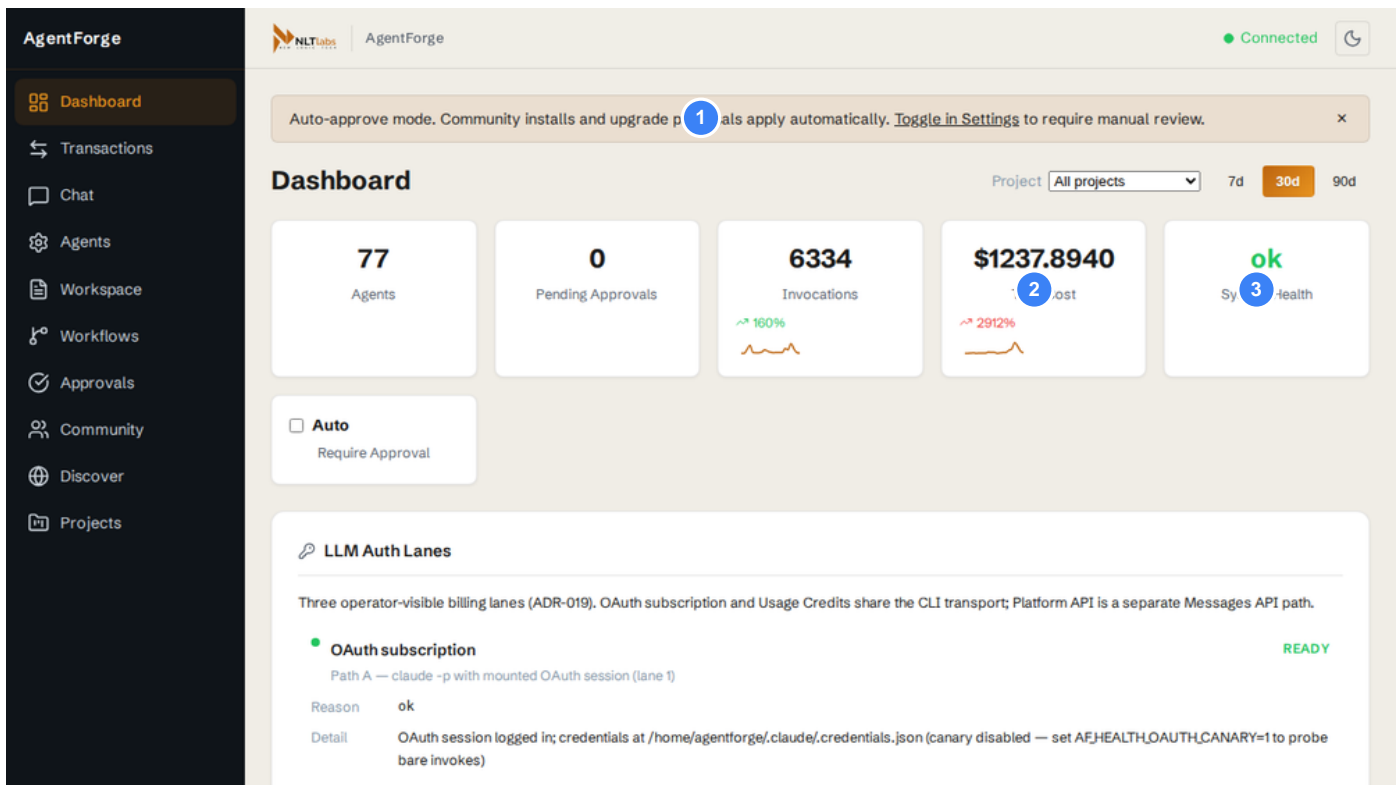 AgentForge
NLTlabs
AgentForge
Connected
Dashboard
Transactions
Chat
Agents
Workspace
Workflows
Approvals
Community
Discover
Projects
Auto-approve mode. Community installs and upgrade p 1 als apply automatically. Toggle in Settings to require manual review. ×
Dashboard
Project All projects 7d 30d 90d
77
Agents
0
Pending Approvals
6334
Invocations
160%
$1237.8940
2 ost
2912%
ok
Sy 3 Health
Auto
Require Approval
LLM Auth Lanes
Three operator-visible billing lanes (ADR-019). OAuth subscription and Usage Credits share the CLI transport; Platform API is a separate Messages API path.
OAuth subscription READY
Path A — claude -p with mounted OAuth session (lane 1)
Reason ok
Detail OAuth session logged in; credentials at /home/agentforge/.claude/.credentials.json (canary disabled — set AF_HEALTH_OAUTH_CANARY=1 to probe
bare invokes)